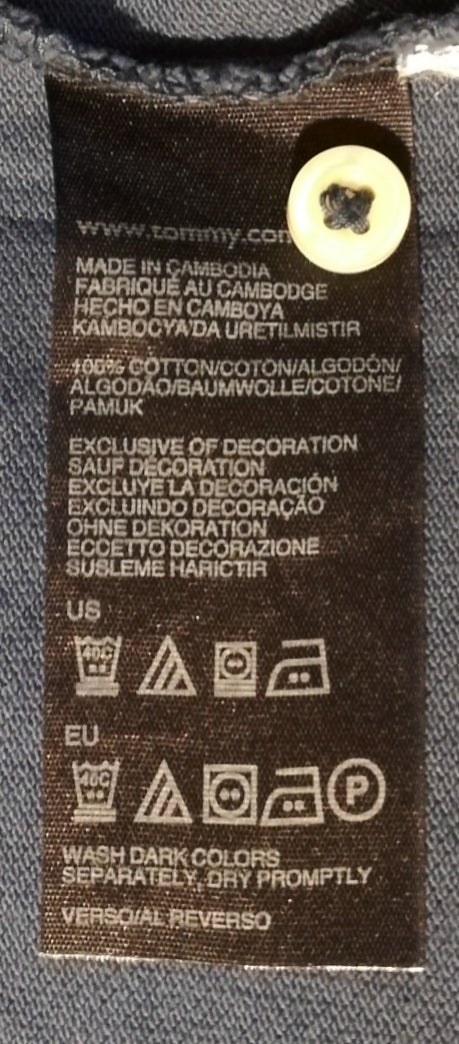 www.tommy.com
MADE IN CAMBODIA
FABRIQUÉ AU CAMBODGE
HECHO EN CAMBOYA
KAMBOCYA'DA URETILMISTIR
100% COTTON/COTON/ALGODÓN/
ALGODÃO/BAUMWOLLE/COTONE/
PAMUK
EXCLUSIVE OF DECORATION
SAUF DÉCORATION
EXCLUYE LA DECORACIÓN
EXCLUINDO DECORAÇÃO
OHNE DEKORATION
ECCETTO DECORAZIONE
SUSLEME HARICTIR
US
40C
EU
40C P
WASH DARK COLORS
SEPARATELY, DRY PROMPTLY
VERSO/AL REVERSO